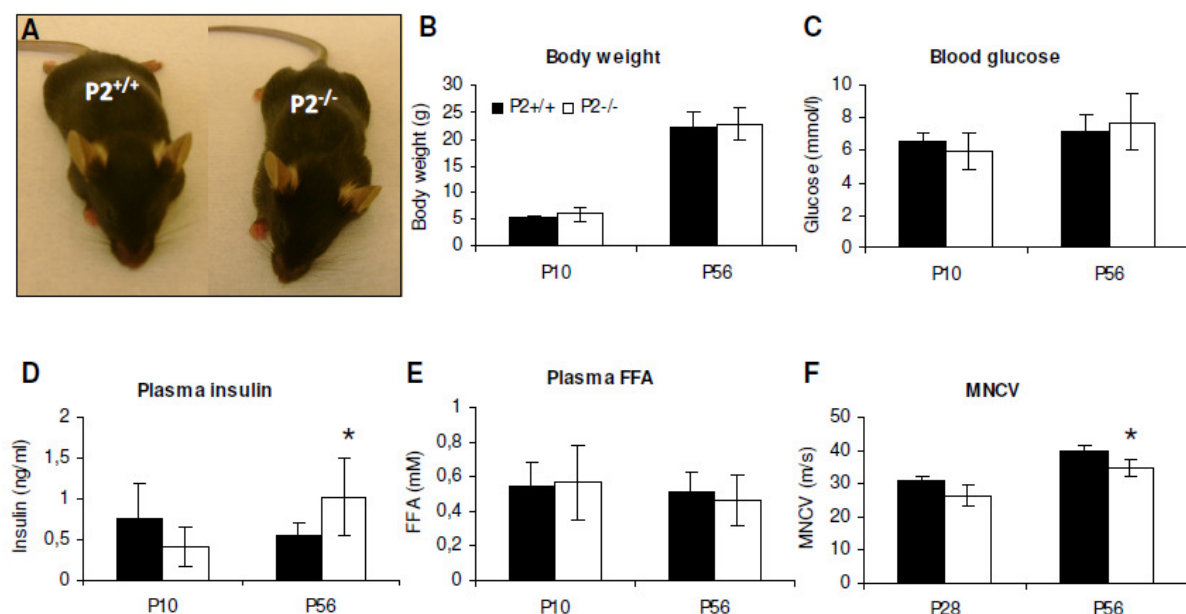 A
P2+/+
P2-/-
B
Body weight
Body weight (g)
30
25
20
15
10
5
0
P2+/+ P2-/-
P10 P56
C
Blood glucose
Glucose (mmol/l)
10
8
6
4
2
0
P10 P56
D
Plasma insulin
Insulin (ng/ml)
2
1,5
1
0,5
0
*
P10 P56
E
Plasma FFA
FFA (mM)
1
0,8
0,6
0,4
0,2
0
P10 P56
F
MNCV
MNCV (m/s)
50
40
30
20
10
0
*
P28 P56